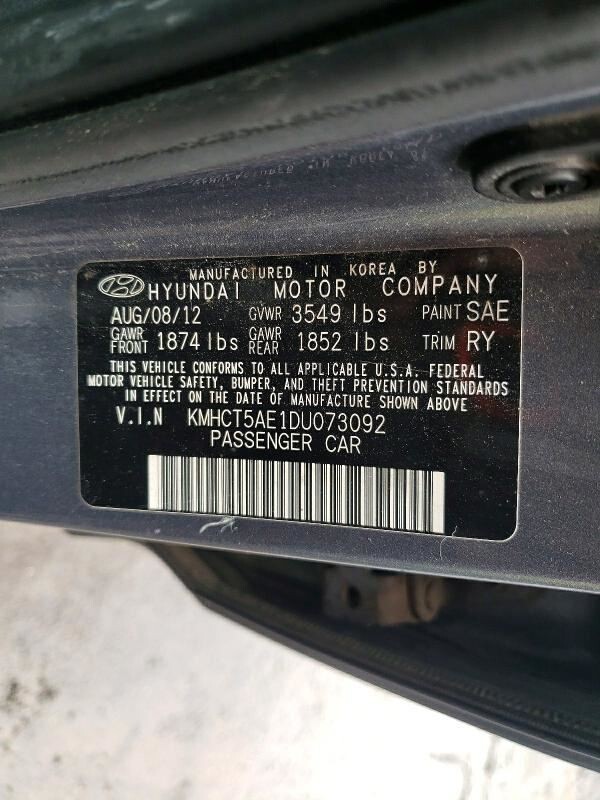 MANUFACTURED IN KOREA BY
HYUNDAI MOTOR COMPANY
AUG/08/12 GVWR 3549 lbs PAINT SAE
GAWR FRONT 1874 lbs GAWR REAR 1852 lbs TRIM RY
THIS VEHICLE CONFORMS TO ALL APPLICABLE U.S.A. FEDERAL
MOTOR VEHICLE SAFETY, BUMPER, AND THEFT PREVENTION STANDARDS
IN EFFECT ON THE DATE OF MANUFACTURE SHOWN ABOVE
V.I.N KMHCT5AE1DU073092
PASSENGER CAR